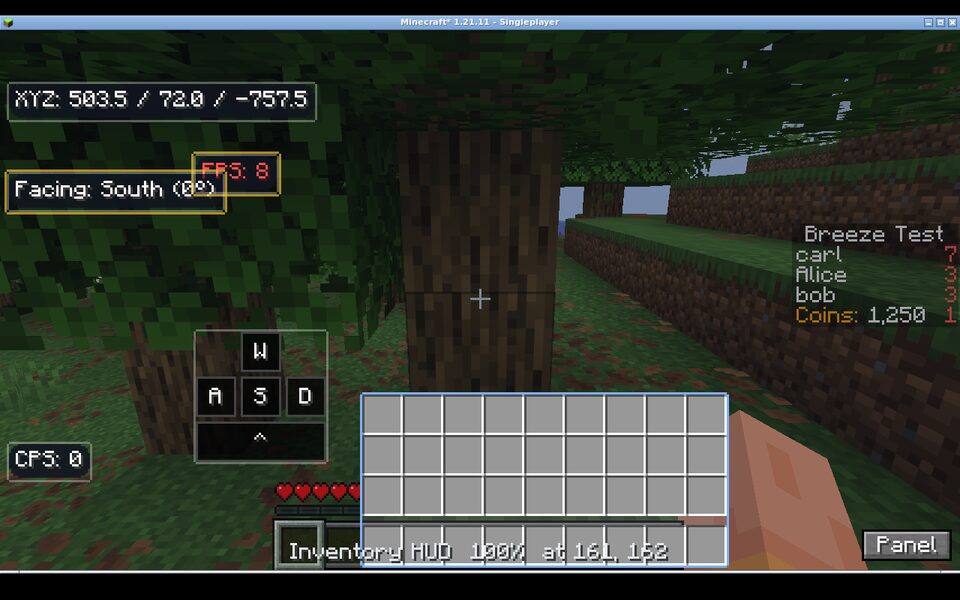 Minecraft* 1.21.11 - Singleplayer
XYZ: 503.5 / 72.0 / -757.5
FPS: 8
Facing: South (0°)
Breeze Test
carl 7
Alice 3
bob 3
Coins: 1,250 1
W
A S D
^
CPS: 0
Inventory HUD 100% at 161, 162
Panel